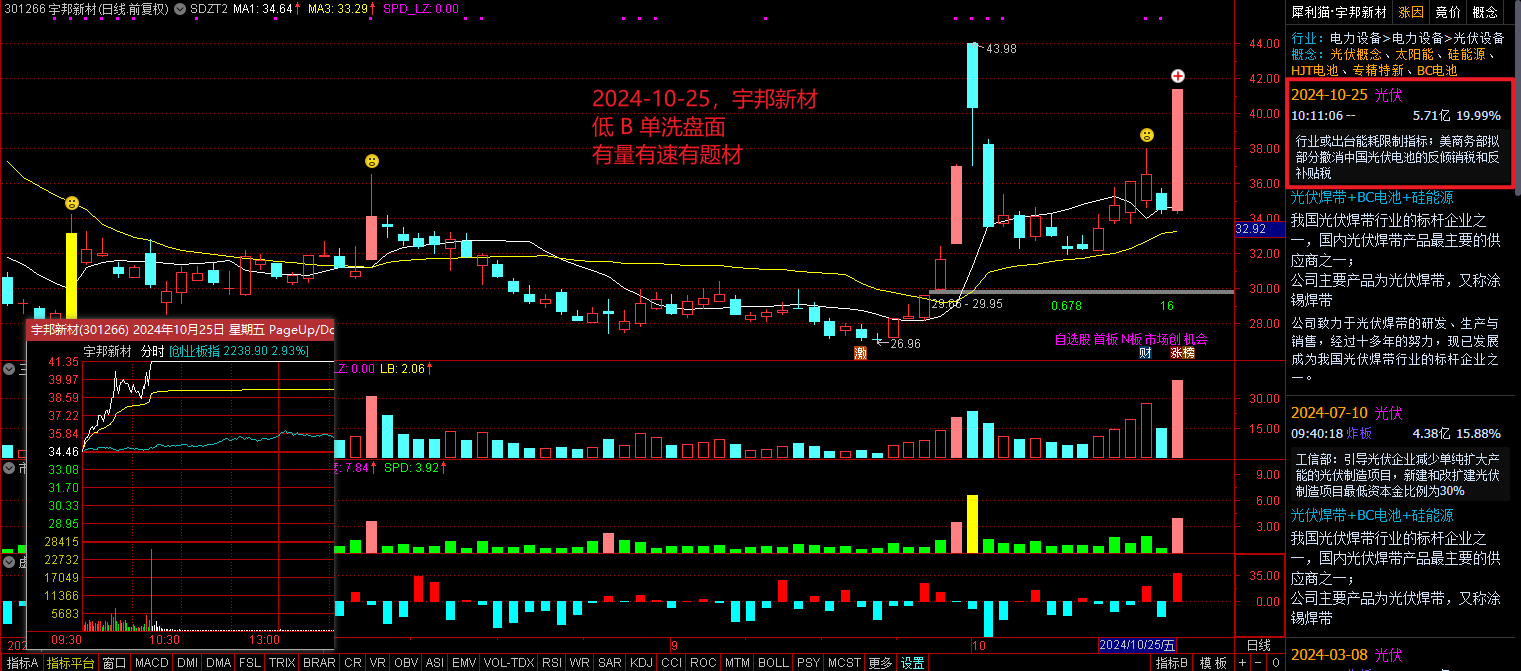 301266 宇邦新材(日线.前复权) SDZT2 MA1: 34.64↑ MA3: 33.29↑ SPD_LZ: 0.00
43.98
2024-10-25，宇邦新材
低 B 单洗盘面
有量有速有题材
29.66 - 29.95
0.678
16
26.96
自选股 首板 N板 市场创 机会
激
财
涨榜
44.00
42.00
40.00
38.00
36.00
34.00
32.92
32.00
30.00
28.00
LZ: 0.00 LB: 2.06↑
30.00
15.00
7.84↑ SPD: 3.92↑
9.00
6.00
3.00
35.00
0.00
宇邦新材(301266) 2024年10月25日 星期五 PageUp/Do
宇邦新材 分时 [创业板指 2238.90 2.93%]
41.35
39.97
38.59
37.22
35.84
34.46
33.08
31.70
30.33
28.95
28415
22732
17049
11366
5683
09:30
10:30
13:00
9
10
2024/10/25/五
日线
指标A 指标平台 窗口 MACD DMI DMA FSL TRIX BRAR CR VR OBV ASI EMV VOL-TDX RSI WR SAR KDJ CCI ROC MTM BOLL PSY MCST 更多 设置
指标B 模 板 + − 0
犀利猫·宇邦新材 涨因 竞价 概念
行业：电力设备>电力设备>光伏设备
概念：光伏概念、太阳能、硅能源、
HJT电池、专精特新、BC电池
2024-10-25 光伏
10:11:06 -- 5.71亿 19.99%
行业或出台能耗限制指标；美商务部拟
部分撤消中国光伏电池的反倾销税和反
补贴税
光伏焊带+BC电池+硅能源
我国光伏焊带行业的标杆企业之
一，国内光伏焊带产品最主要的供
应商之一；
公司主要产品为光伏焊带，又称涂
锡焊带
公司致力于光伏焊带的研发、生产与
销售，经过十多年的努力，现已发展
成为我国光伏焊带行业的标杆企业之
一。
2024-07-10 光伏
09:40:18 炸板 4.38亿 15.88%
工信部：引导光伏企业减少单纯扩大产
能的光伏制造项目，新建和改扩建光伏
制造项目最低资本金比例为30%
光伏焊带+BC电池+硅能源
我国光伏焊带行业的标杆企业之
一，国内光伏焊带产品最主要的供
应商之一；
公司主要产品为光伏焊带，又称涂
锡焊带
2024-03-08 光伏